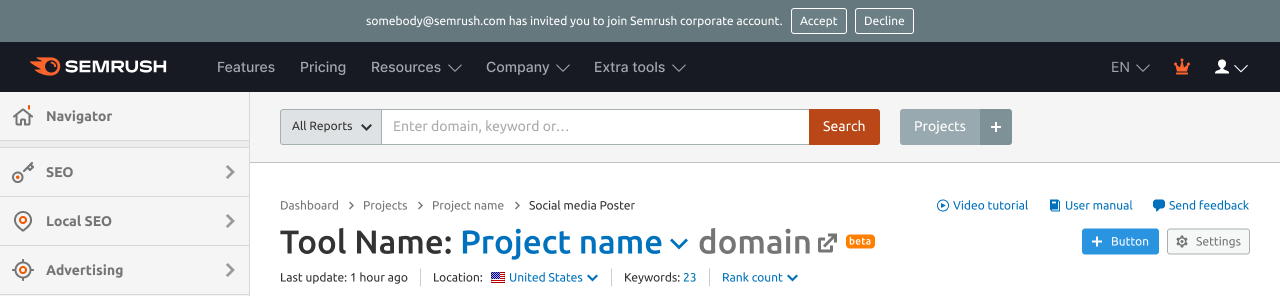 somebody@semrush.com has invited you to join Semrush corporate account. Accept Decline
SEMRUSH Features Pricing Resources Company Extra tools EN
Navigator
SEO
Local SEO
Advertising
All Reports Enter domain, keyword or... Search Projects +
Dashboard > Projects > Project name > Social media Poster
Video tutorial User manual Send feedback
Tool Name: Project name domain beta
+ Button Settings
Last update: 1 hour ago Location: United States Keywords: 23 Rank count